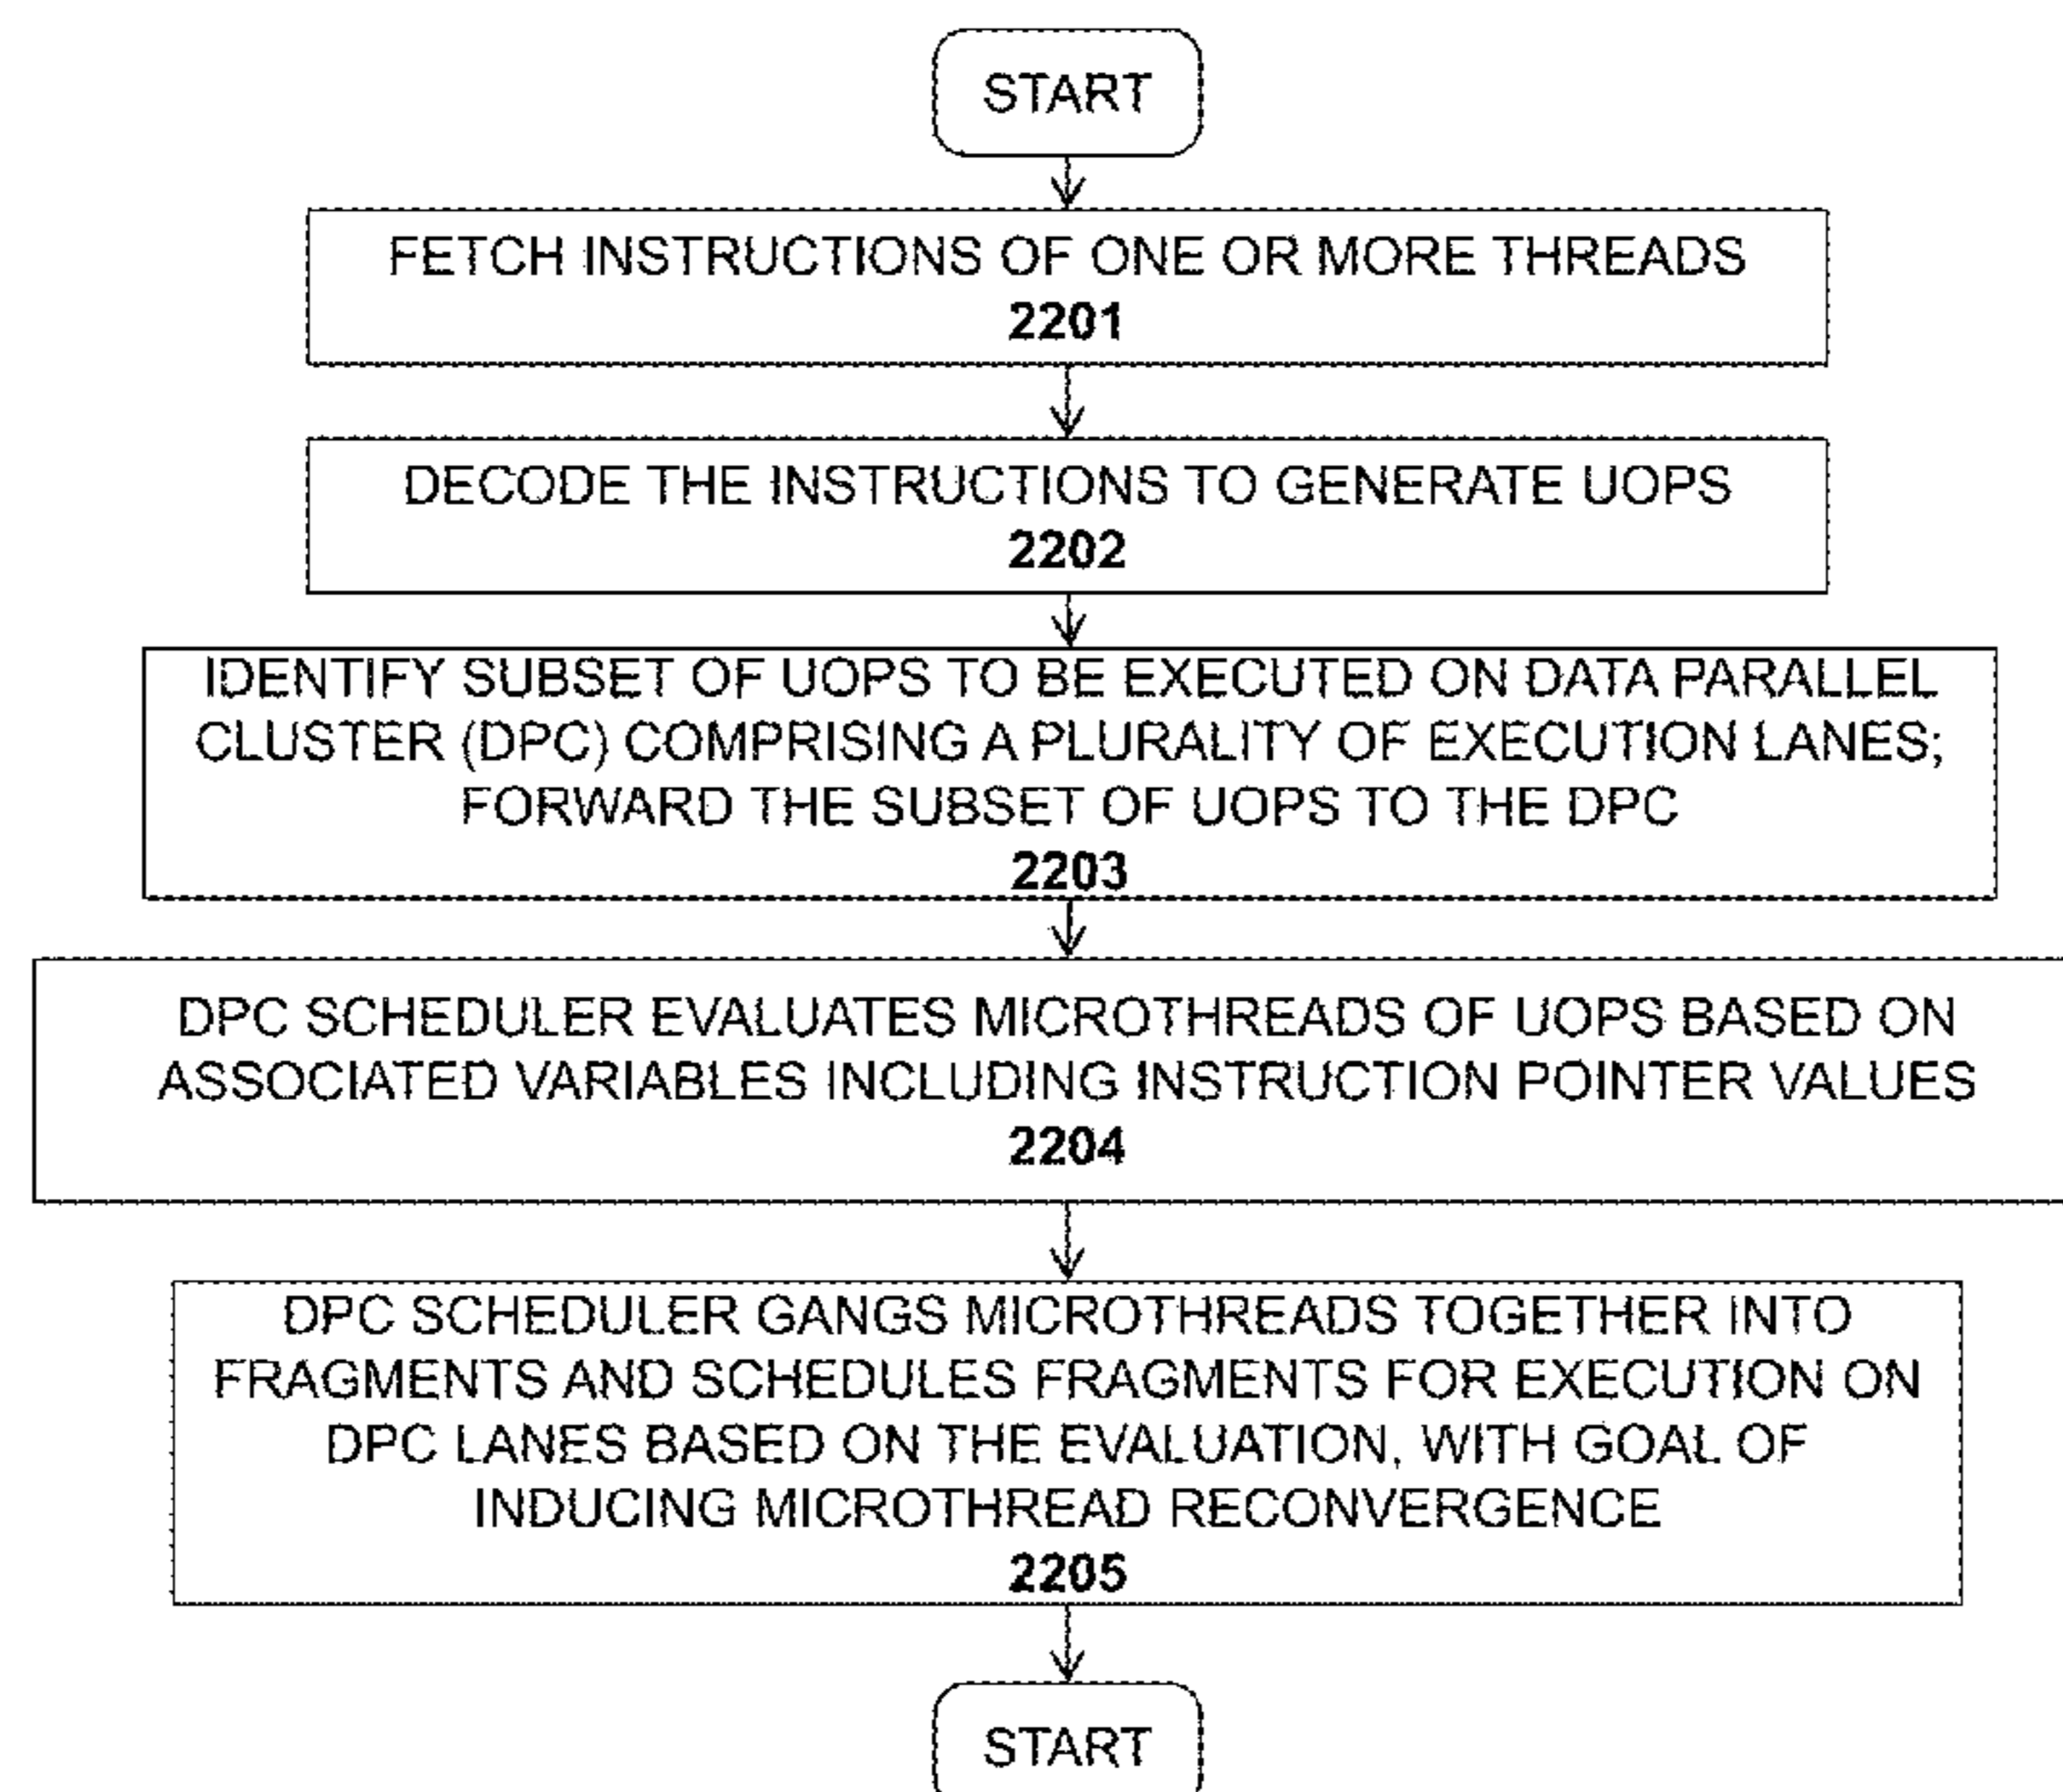 START
FETCH INSTRUCTIONS OF ONE OR MORE THREADS
2201
DECODE THE INSTRUCTIONS TO GENERATE UOPS
2202
IDENTIFY SUBSET OF UOPS TO BE EXECUTED ON DATA PARALLEL
CLUSTER (DPC) COMPRISING A PLURALITY OF EXECUTION LANES;
FORWARD THE SUBSET OF UOPS TO THE DPC
2203
DPC SCHEDULER EVALUATES MICROTHREADS OF UOPS BASED ON
ASSOCIATED VARIABLES INCLUDING INSTRUCTION POINTER VALUES
2204
DPC SCHEDULER GANGS MICROTHREADS TOGETHER INTO
FRAGMENTS AND SCHEDULES FRAGMENTS FOR EXECUTION ON
DPC LANES BASED ON THE EVALUATION, WITH GOAL OF
INDUCING MICROTHREAD RECONVERGENCE
2205
START